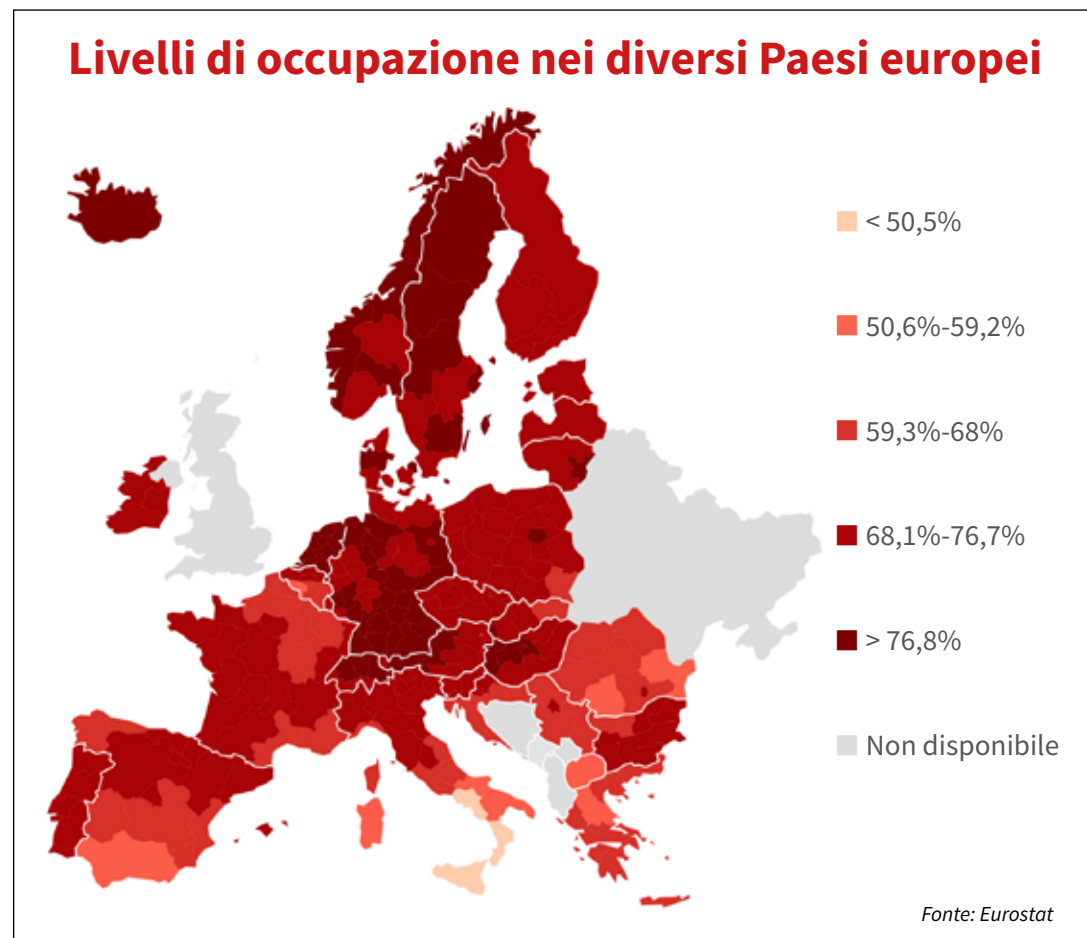 Livelli di occupazione nei diversi Paesi europei
< 50,5%
50,6%-59,2%
59,3%-68%
68,1%-76,7%
> 76,8%
Non disponibile
Fonte: Eurostat